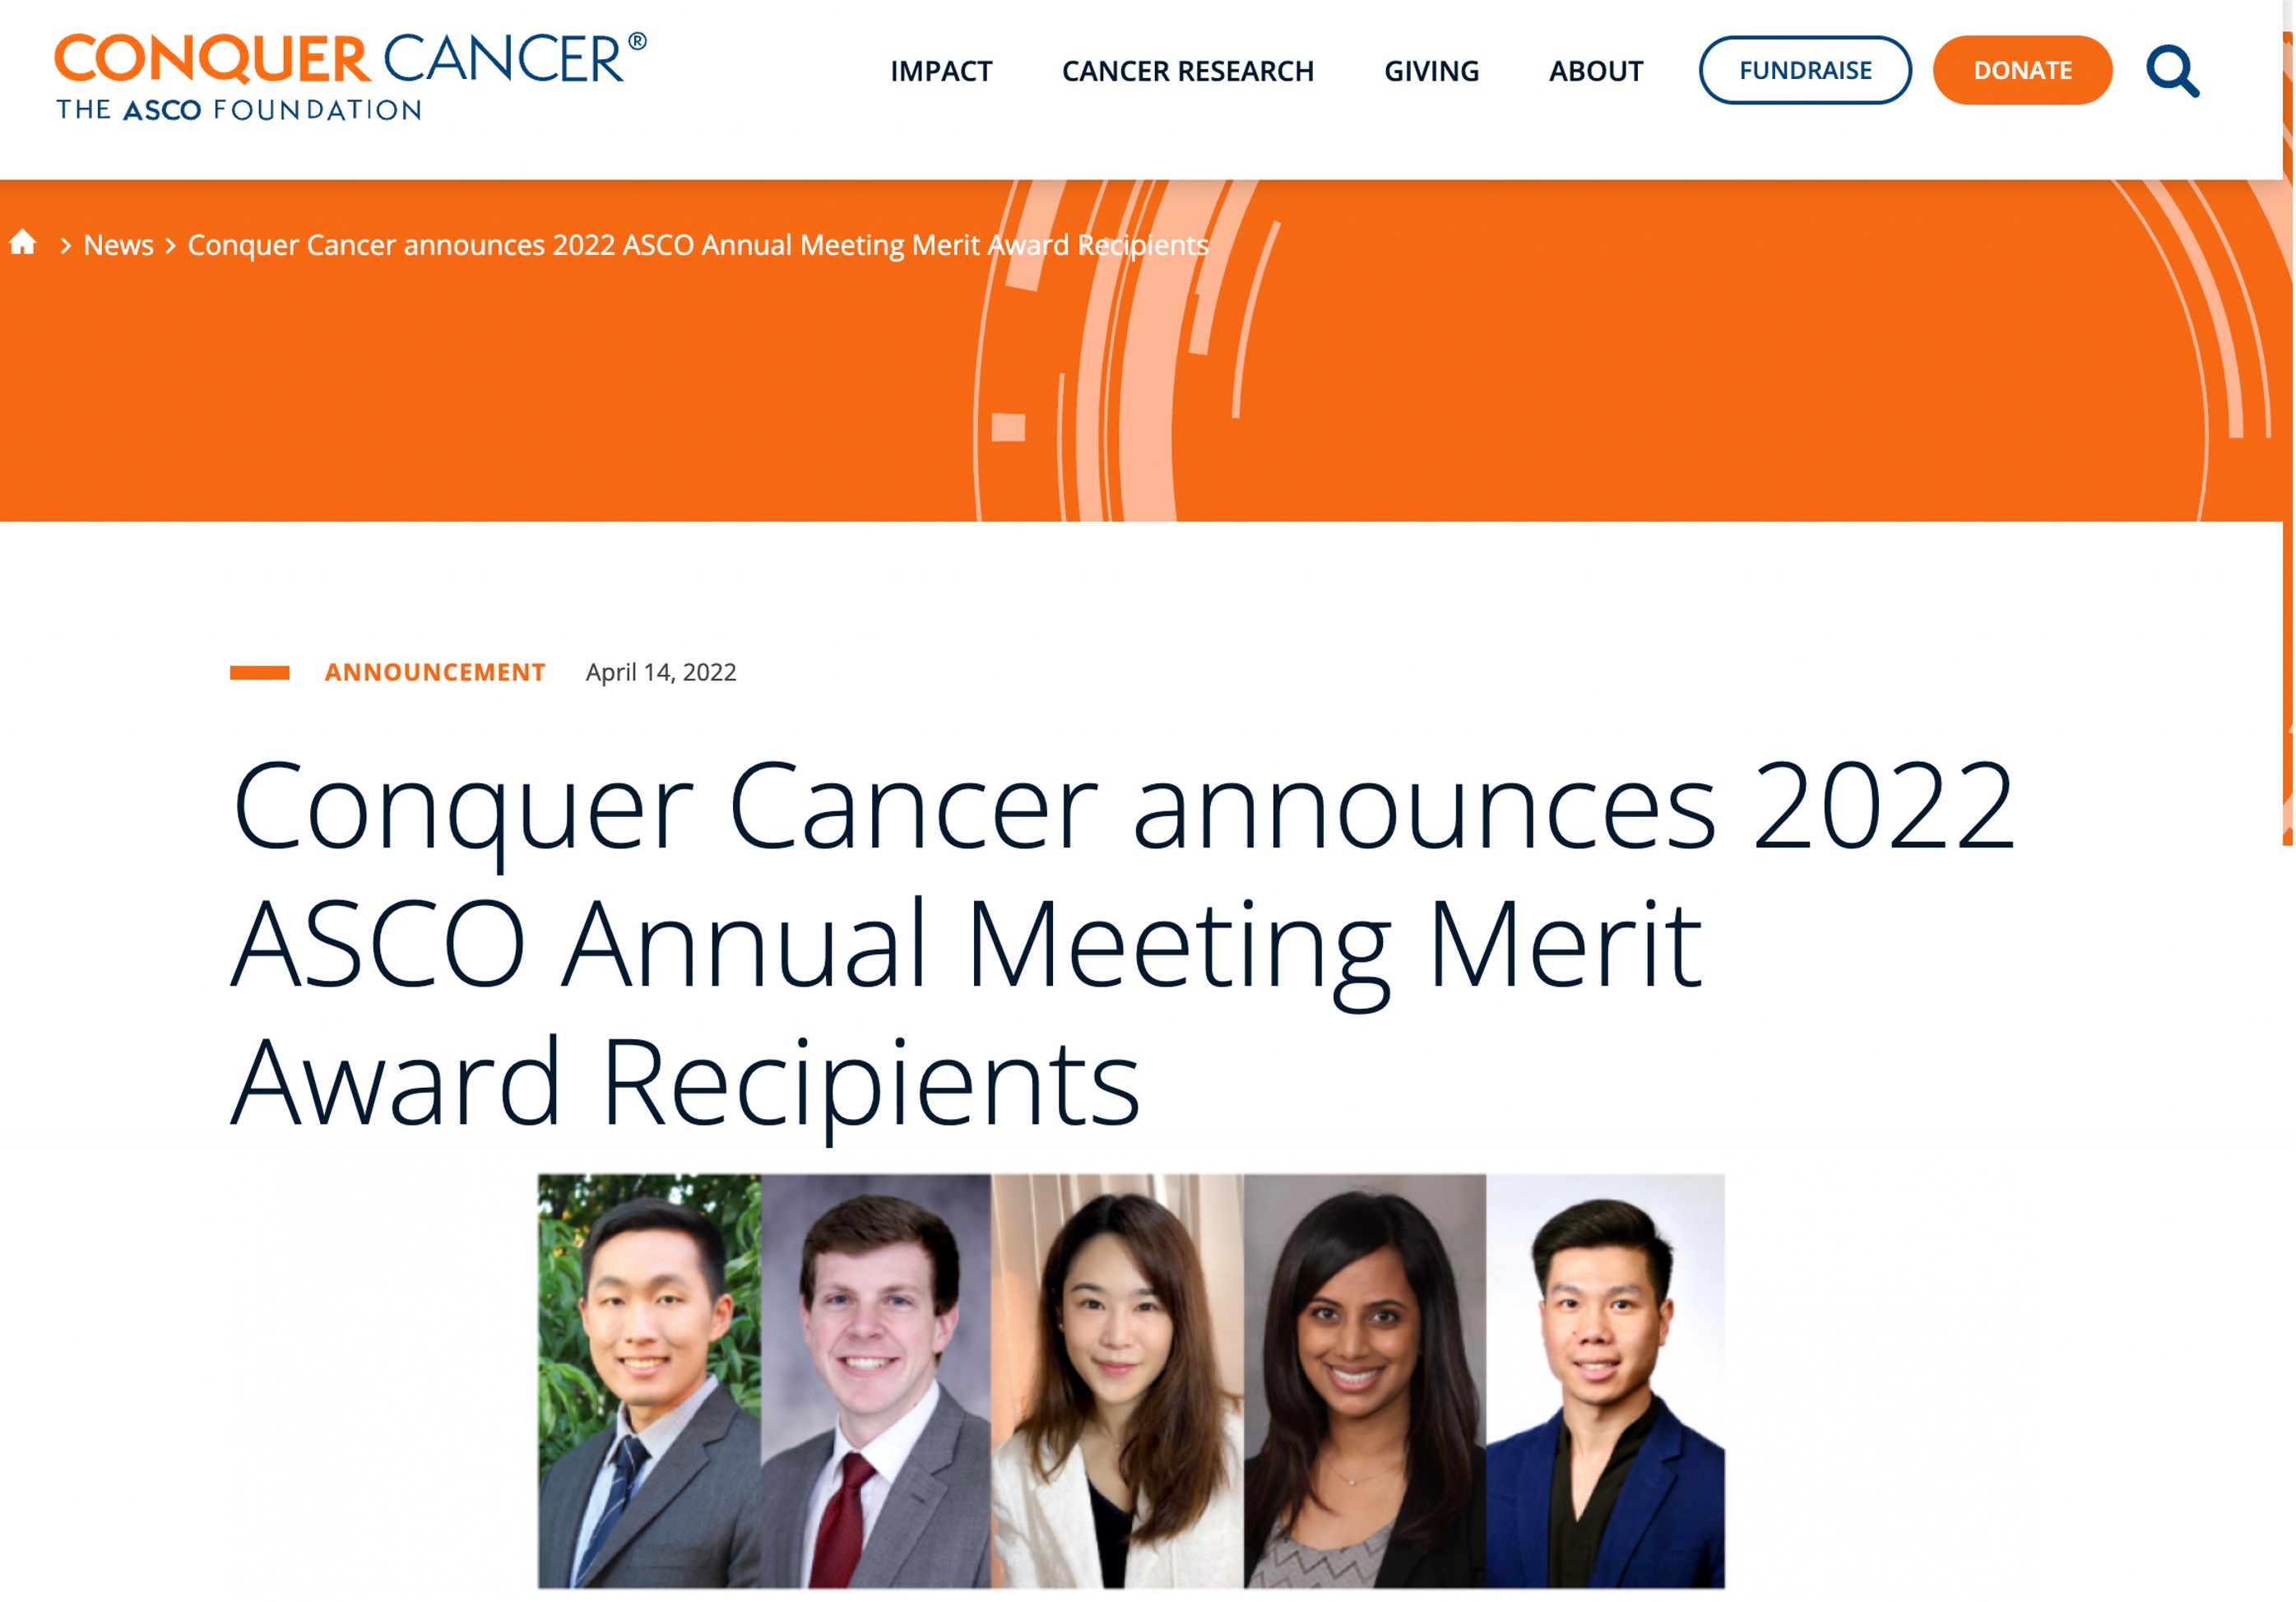 CONQUER CANCER®
THE ASCO FOUNDATION
IMPACT CANCER RESEARCH GIVING ABOUT FUNDRAISE DONATE
> News > Conquer Cancer announces 2022 ASCO Annual Meeting Merit Award Recipients
ANNOUNCEMENT April 14, 2022
Conquer Cancer announces 2022
ASCO Annual Meeting Merit
Award Recipients